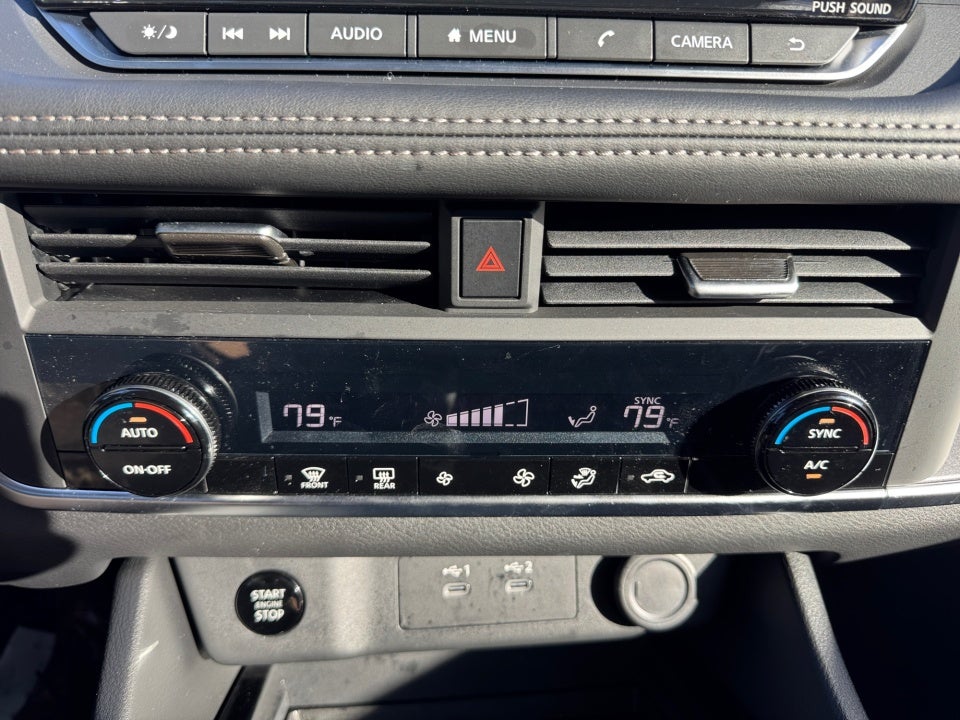 PUSH SOUND
AUDIO
MENU
CAMERA
AUTO
ON·OFF
79°F
SYNC
79°F
SYNC
A/C
FRONT
REAR
START
ENGINE
STOP
1
2